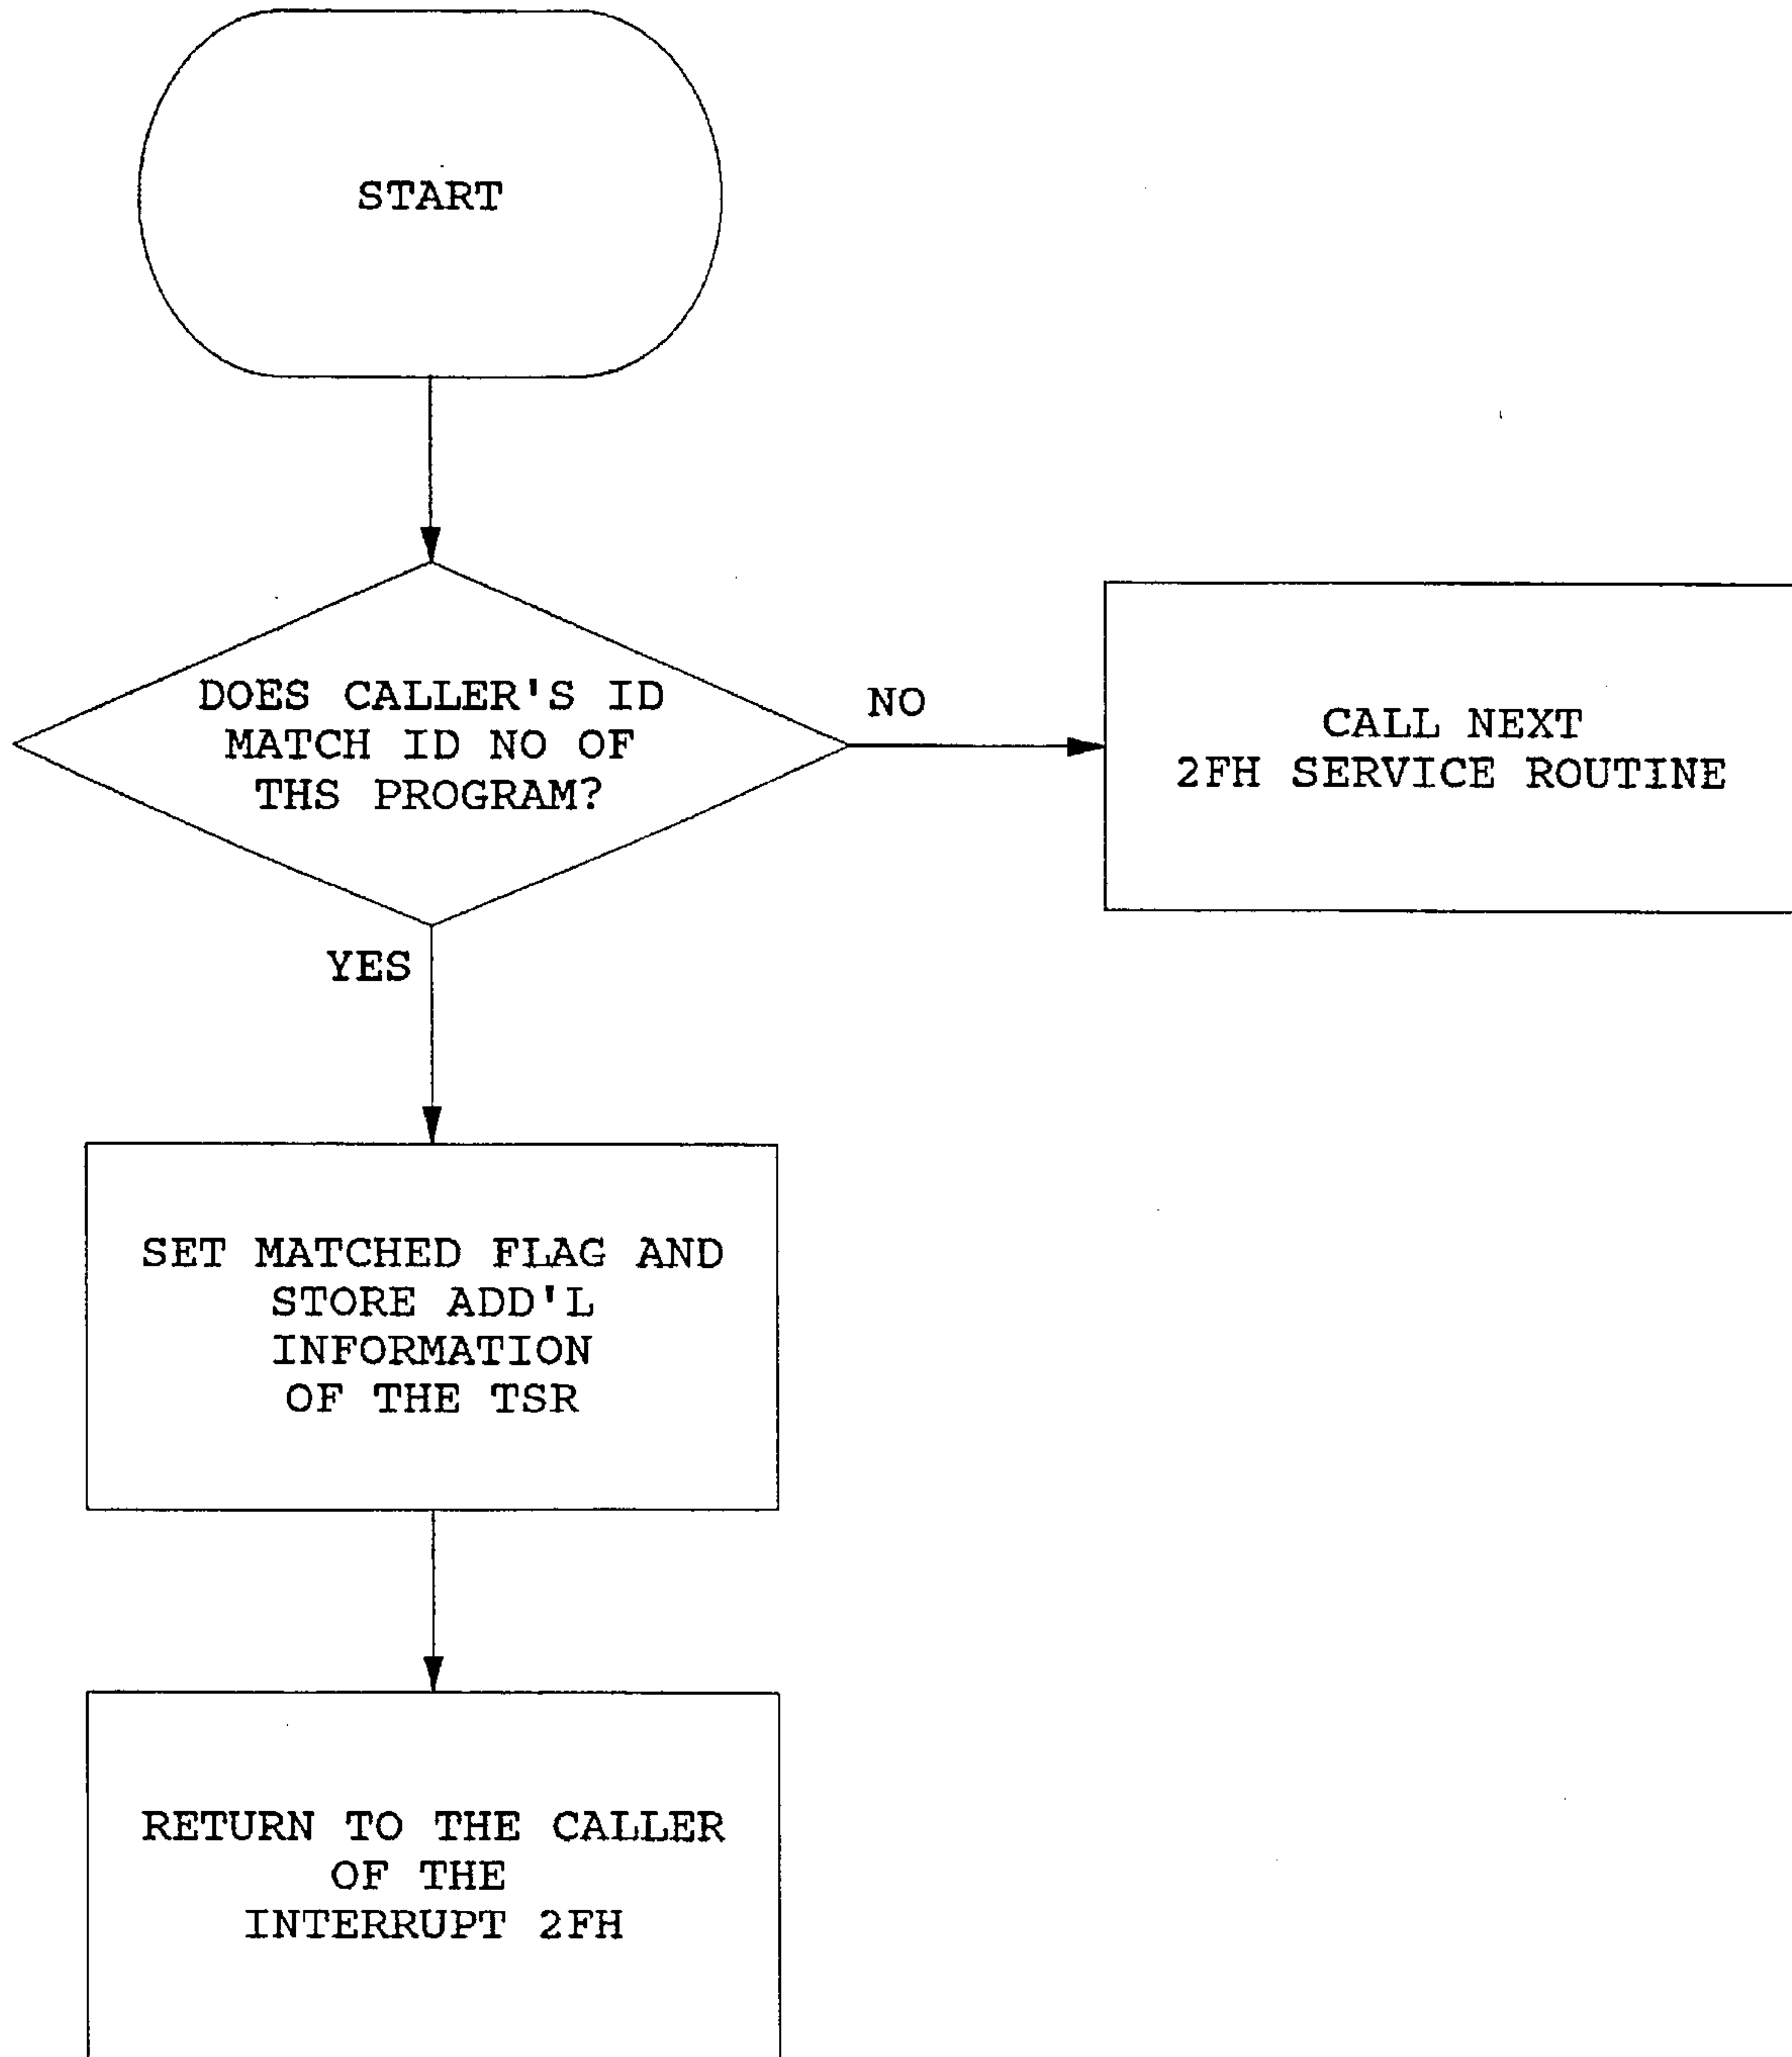 START
DOES CALLER'S ID
MATCH ID NO OF
THS PROGRAM?
NO
CALL NEXT
2FH SERVICE ROUTINE
YES
SET MATCHED FLAG AND
STORE ADD'L
INFORMATION
OF THE TSR
RETURN TO THE CALLER
OF THE
INTERRUPT 2FH